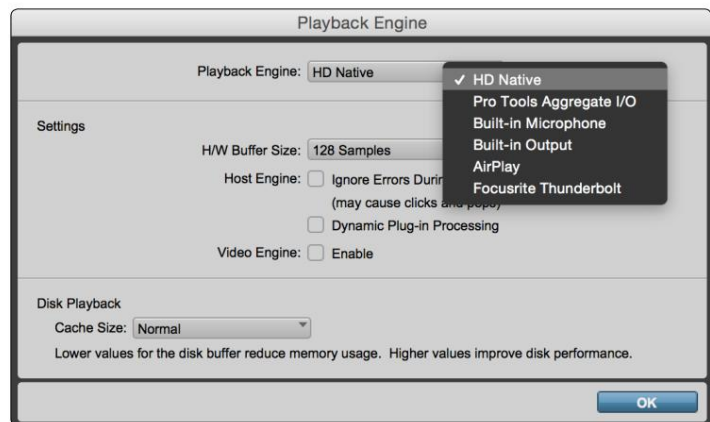 Playback Engine
Playback Engine: HD Native
✓ HD Native
Pro Tools Aggregate I/O
Built-in Microphone
Built-in Output
AirPlay
Focusrite Thunderbolt
Settings
H/W Buffer Size: 128 Samples
Host Engine: Ignore Errors
(may cause clicks and pops)
Dynamic Plug-in Processing
Video Engine: Enable
Disk Playback
Cache Size: Normal
Lower values for the disk buffer reduce memory usage. Higher values improve disk performance.
OK